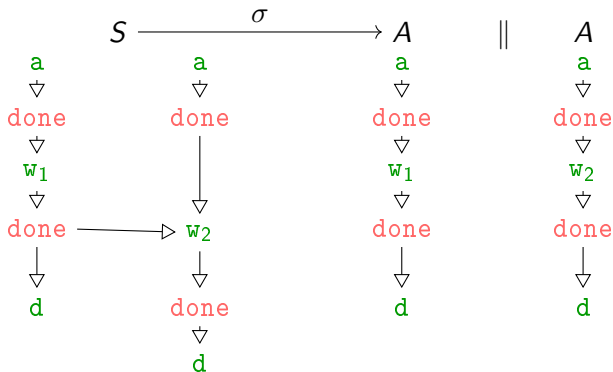 S σ A ∥ A
a a a a
done done done done
w₁ w₁ w₂
done w₂ done done
d done d d
d